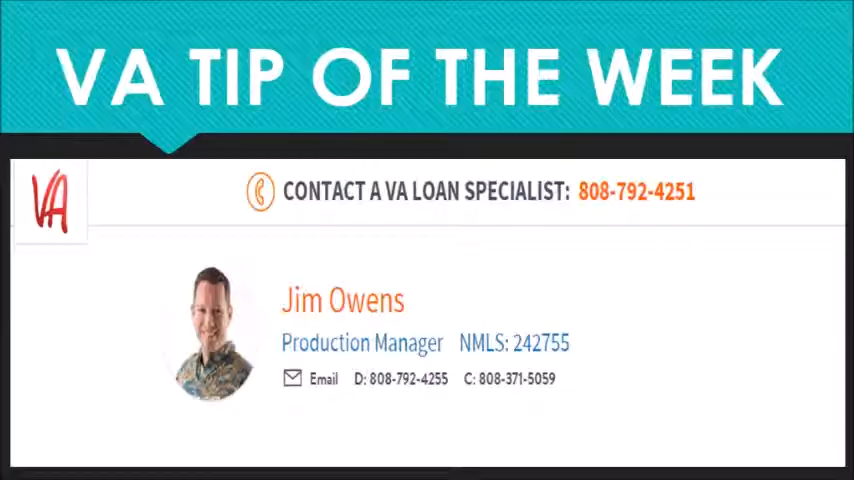 VA TIP OF THE WEEK
VA
CONTACT A VA LOAN SPECIALIST: 808-792-4251
Jim Owens
Production Manager NMLS: 242755
Email D: 808-792-4255 C: 808-371-5059